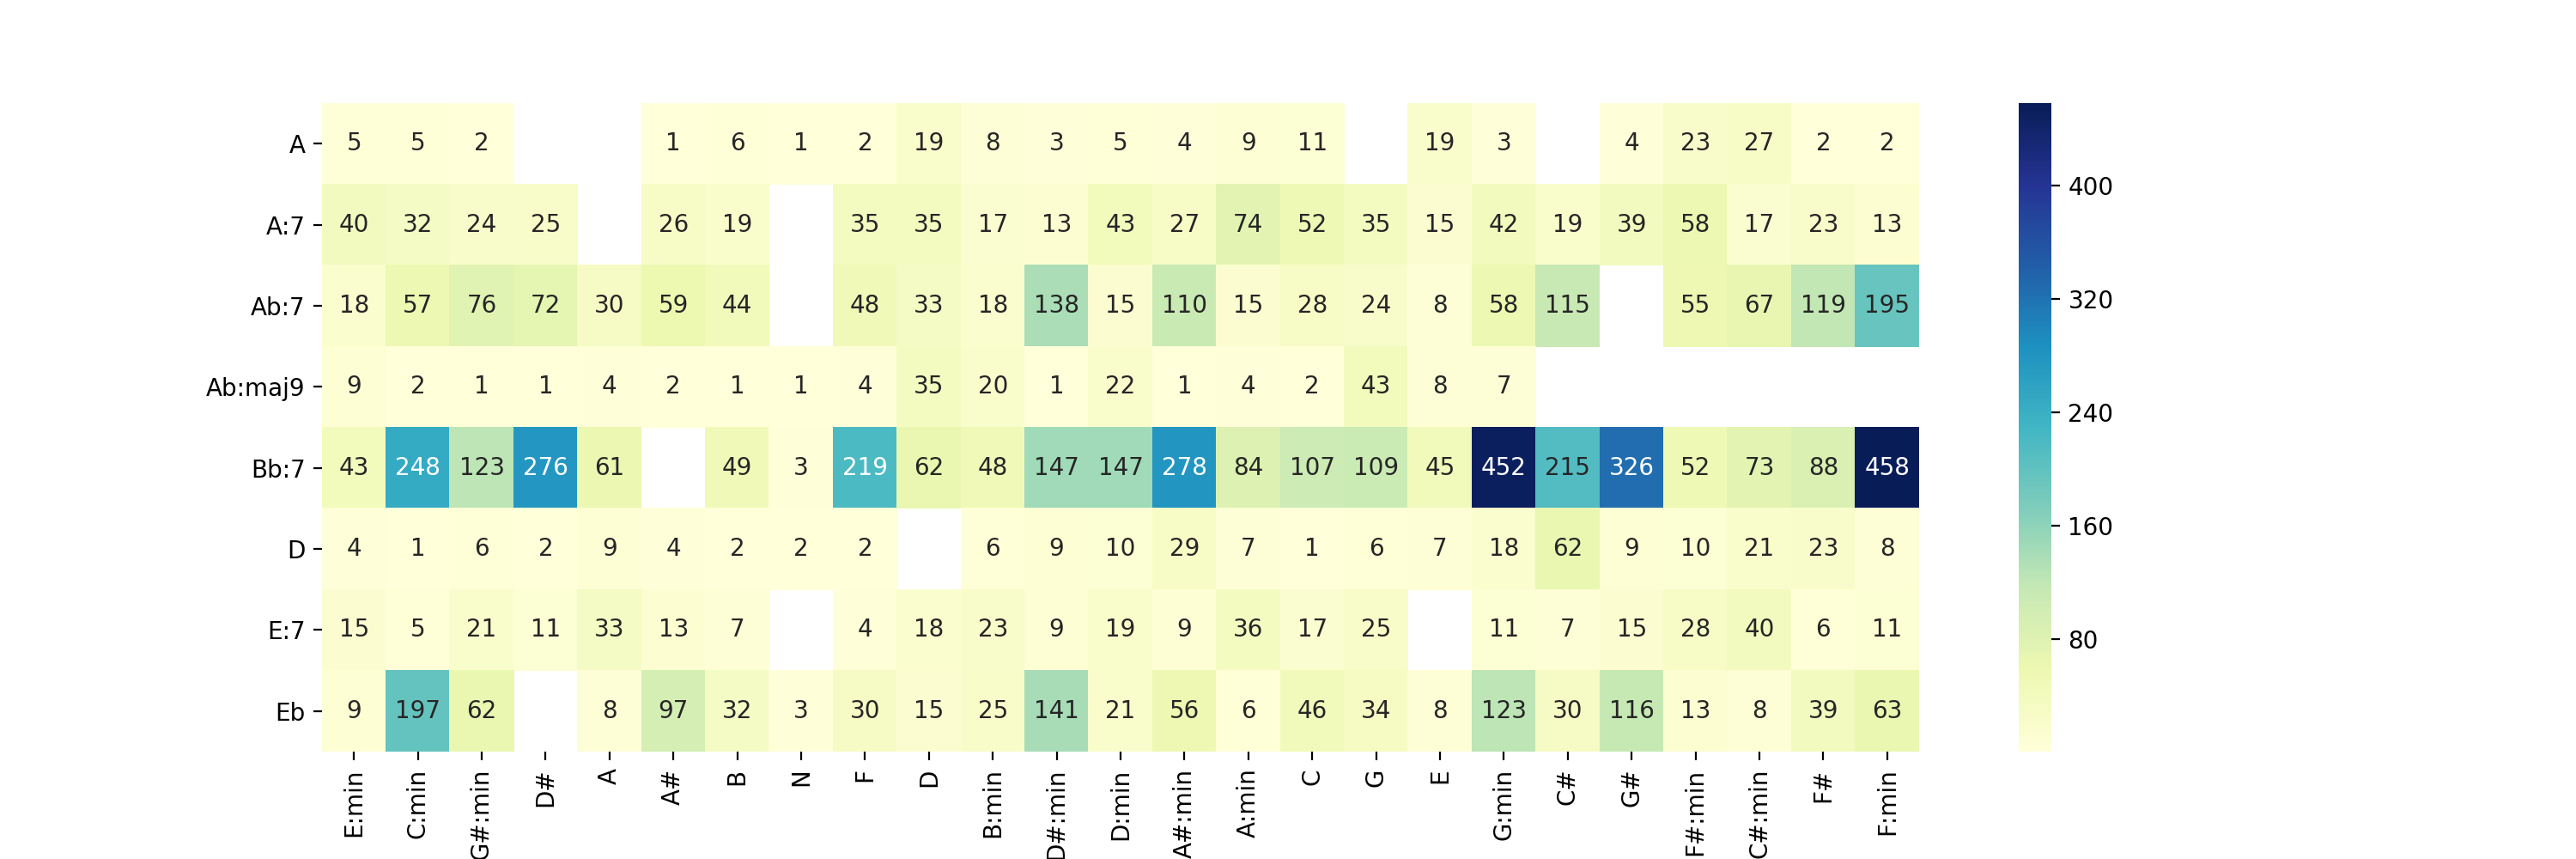 A 5 5 2 1 6 1 2 19 8 3 5 4 9 11 19 3 4 23 27 2 2
400
A:7 40 32 24 25 26 19 35 35 17 13 43 27 74 52 35 15 42 19 39 58 17 23 13
Ab:7 18 57 76 72 30 59 44 48 33 18 138 15 110 15 28 24 8 58 115 55 67 119 195
320
Ab:maj9 9 2 1 1 4 2 1 1 4 35 20 1 22 1 4 2 43 8 7
240
Bb:7 43 248 123 276 61 49 3 219 62 48 147 147 278 84 107 109 45 452 215 326 52 73 88 458
160
D 4 1 6 2 9 4 2 2 2 6 9 10 29 7 1 6 7 18 62 9 10 21 23 8
E:7 15 5 21 11 33 13 7 4 18 23 9 19 9 36 17 25 11 7 15 28 40 6 11
80
Eb 9 197 62 8 97 32 3 30 15 25 141 21 56 6 46 34 8 123 30 116 13 8 39 63
E:min C:min G#:min D# A A# B N F D B:min D#:min D:min A#:min A:min C G E G:min C# G# F#:min C#:min F# F:min